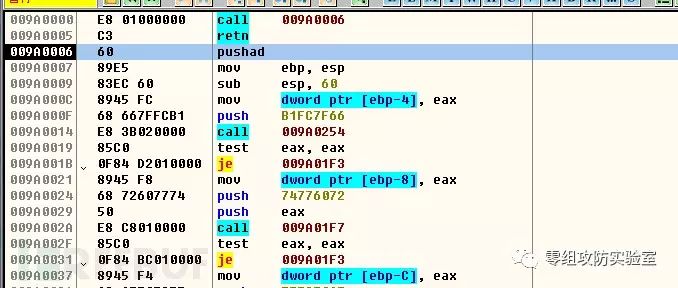 009A0000 E8 01000000 call 009A0006
009A0005 C3 retn
009A0006 60 pushad
009A0007 89E5 mov ebp, esp
009A0009 83EC 60 sub esp, 60
009A000C 8945 FC mov dword ptr [ebp-4], eax
009A000F 68 667FFCB1 push B1FC7F66
009A0014 E8 3B020000 call 009A0254
009A0019 85C0 test eax, eax
009A001B 0F84 D2010000 je 009A01F3
009A0021 8945 F8 mov dword ptr [ebp-8], eax
009A0024 68 72607774 push 74776072
009A0029 50 push eax
009A002A E8 C8010000 call 009A01F7
009A002F 85C0 test eax, eax
009A0031 0F84 BC010000 je 009A01F3
009A0037 8945 F4 mov dword ptr [ebp-C], eax
零组攻防实验室